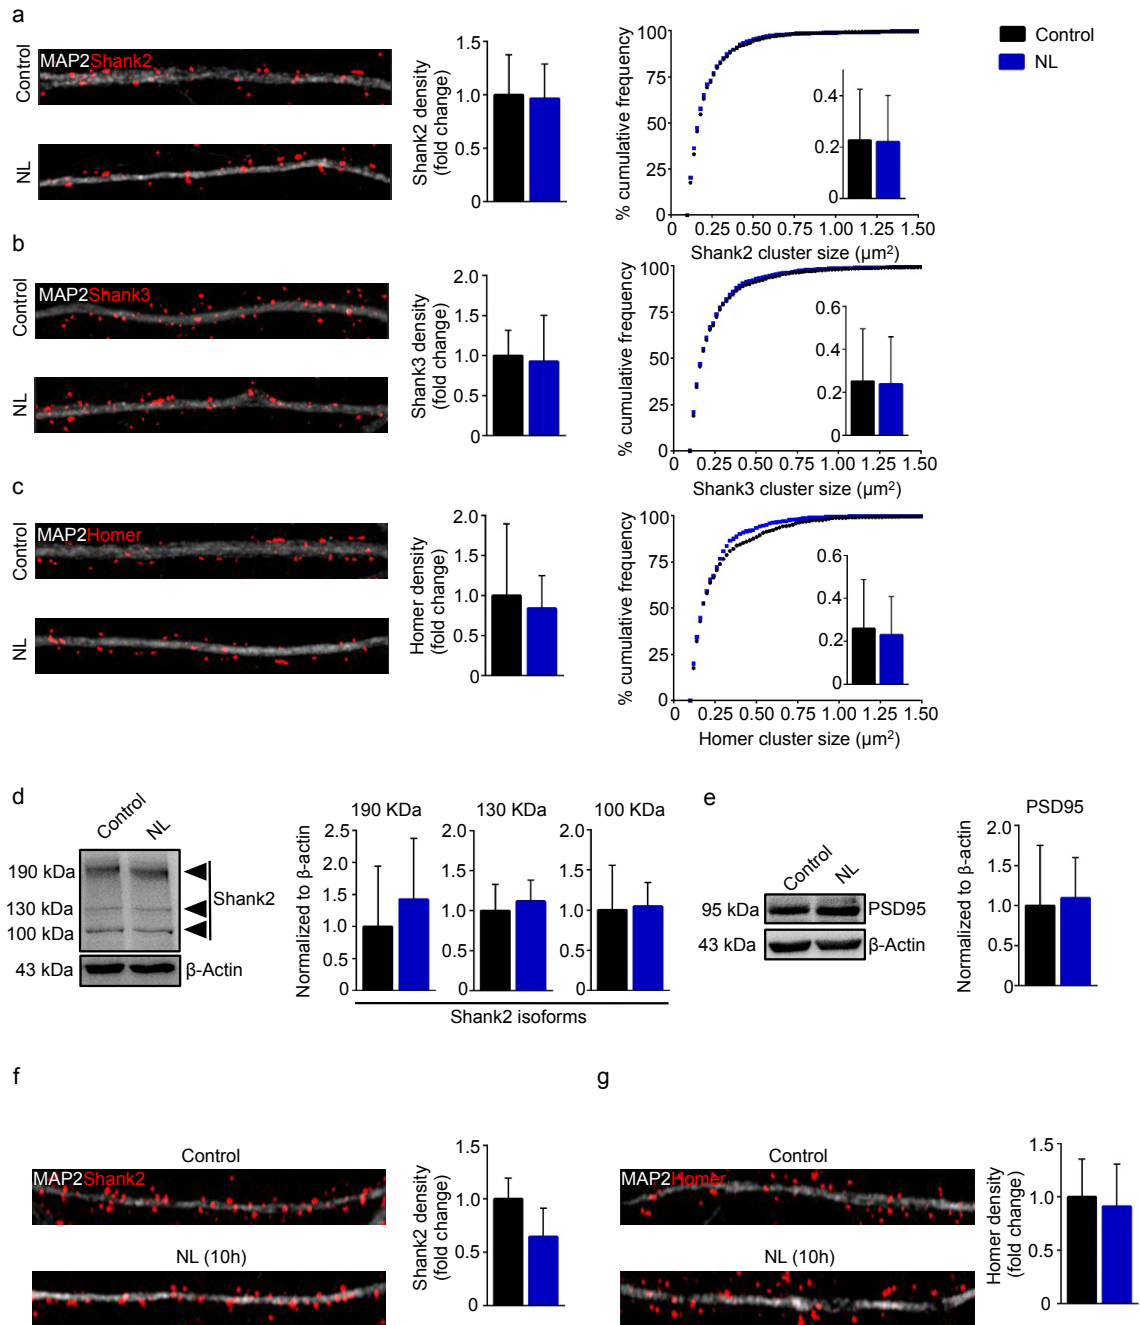 a
Control
MAP2Shank2
NL
Shank2 density
(fold change)
1.5
1.0
0.5
0
% cumulative frequency
100
75
50
25
0
0.4
0.2
0
0 0.25 0.50 0.75 1.00 1.25 1.50
Shank2 cluster size (µm²)
Control
NL
b
Control
MAP2Shank3
NL
Shank3 density
(fold change)
2.0
1.5
1.0
0.5
0
% cumulative frequency
100
75
50
25
0
0.6
0.4
0.2
0
0 0.25 0.50 0.75 1.00 1.25 1.50
Shank3 cluster size (µm²)
c
Control
MAP2Homer
NL
Homer density
(fold change)
2.0
1.5
1.0
0.5
0
% cumulative frequency
100
75
50
25
0
0.6
0.4
0.2
0
0 0.25 0.50 0.75 1.00 1.25 1.50
Homer cluster size (µm²)
d
Control NL
190 kDa
130 kDa
100 kDa
Shank2
43 kDa
β-Actin
Normalized to β-actin
190 KDa
2.5
2.0
1.5
1.0
0.5
0
130 KDa
2.0
1.5
1.0
0.5
0
100 KDa
2.0
1.5
1.0
0.5
0
Shank2 isoforms
e
Control NL
95 kDa
PSD95
43 kDa
β-Actin
PSD95
Normalized to β-actin
2.0
1.5
1.0
0.5
0
f
Control
MAP2Shank2
NL (10h)
Shank2 density
(fold change)
1.5
1.0
0.5
0
g
Control
MAP2Homer
NL (10h)
Homer density
(fold change)
1.5
1.0
0.5
0